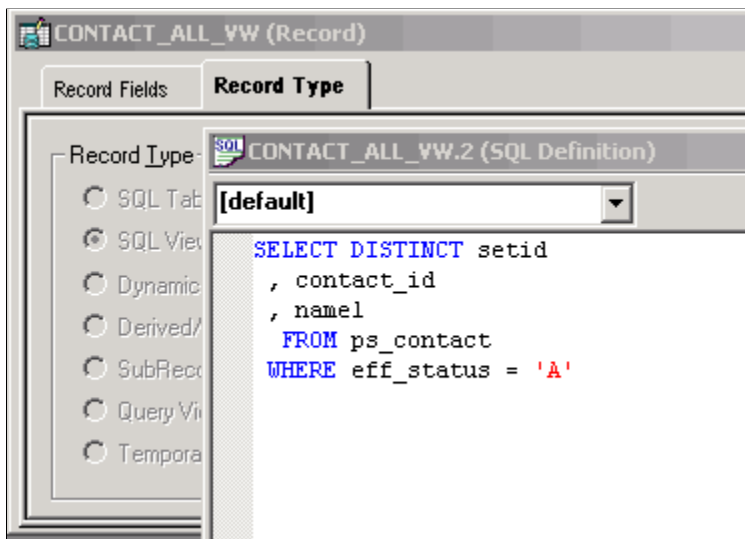 CONTACT_ALL_VW (Record)
Record Fields
Record Type
Record Type
SQL Tab
SQL View
Dynamic
Derived/
SubReco
Query Vi
Tempora
CONTACT_ALL_VW.2 (SQL Definition)
[default]
SELECT DISTINCT setid
, contact_id
, name1
FROM ps_contact
WHERE eff_status = 'A'